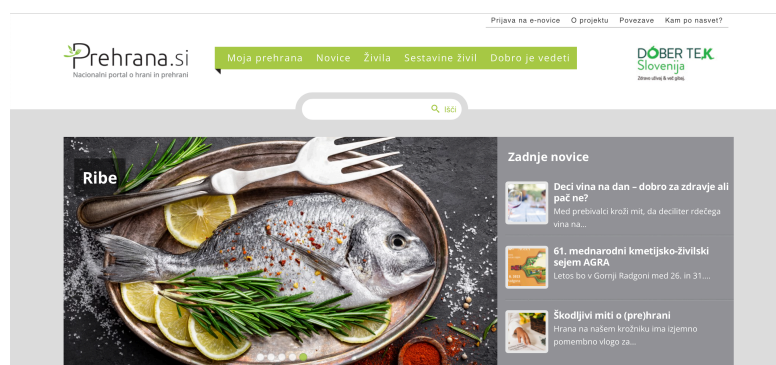 Prijava na e-novice O projektu Povezave Kam po nasvet?
Prehrana.si
Nacionalni portal o hrani in prehrani
Moja prehrana Novice Živila Sestavine živil Dobro je vedeti
DOBER TEK
Slovenija
Zdravo uživaj & več gibaj.
Išči
Ribe
Zadnje novice
Deci vina na dan – dobro za zdravje ali
pač ne?
Med prebivalci kroži mit, da deciliter rdečega
vina na...
61. mednarodni kmetijsko-živilski
sejem AGRA
Letos bo v Gornji Radgoni med 26. in 31....
Škodljivi miti o (pre)hrani
Hrana na našem krožniku ima izjemno
pomembno vlogo za...